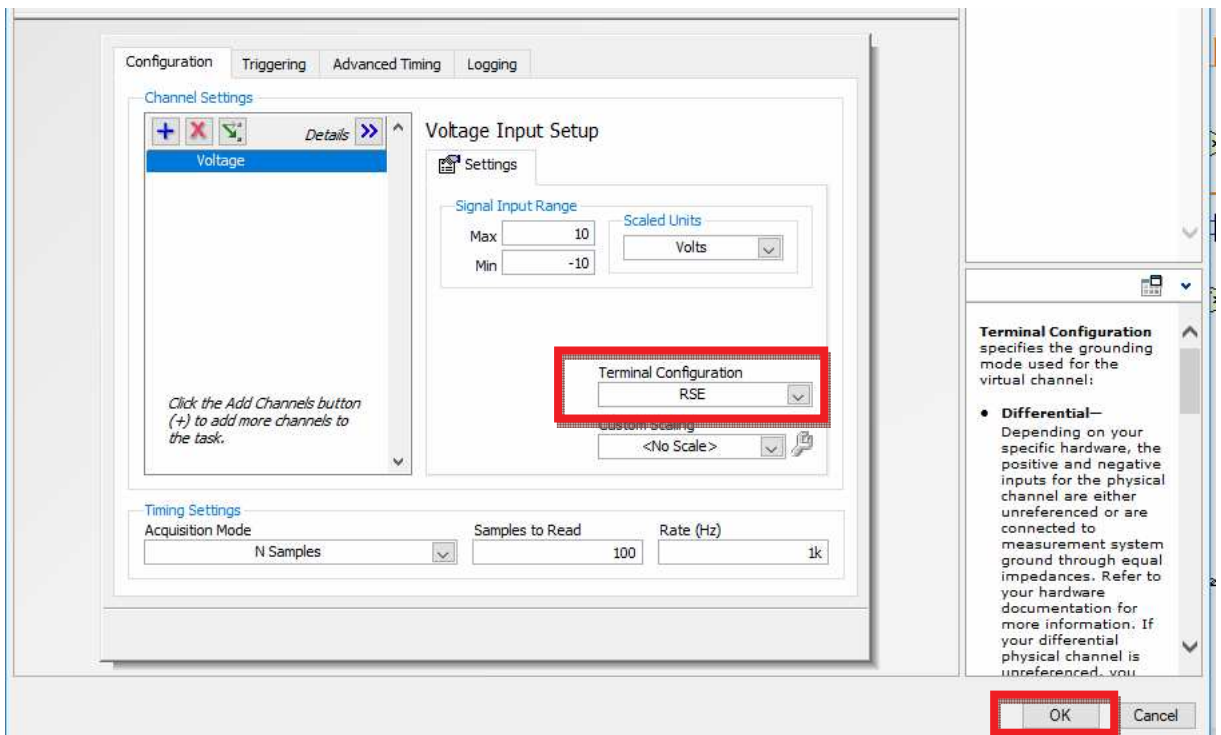 Configuration Triggering Advanced Timing Logging
Channel Settings
Details
Voltage
Click the Add Channels button
(+) to add more channels to
the task.
Voltage Input Setup
Settings
Signal Input Range
Max 10
Min -10
Scaled Units
Volts
Terminal Configuration
RSE
Custom Scaling
<No Scale>
Timing Settings
Acquisition Mode
N Samples
Samples to Read
100
Rate (Hz)
1k
Terminal Configuration
specifies the grounding
mode used for the
virtual channel:
• Differential—
Depending on your
specific hardware, the
positive and negative
inputs for the physical
channel are either
unreferenced or are
connected to
measurement system
ground through equal
impedances. Refer to
your hardware
documentation for
more information. If
your differential
physical channel is
unreferenced, you
OK Cancel